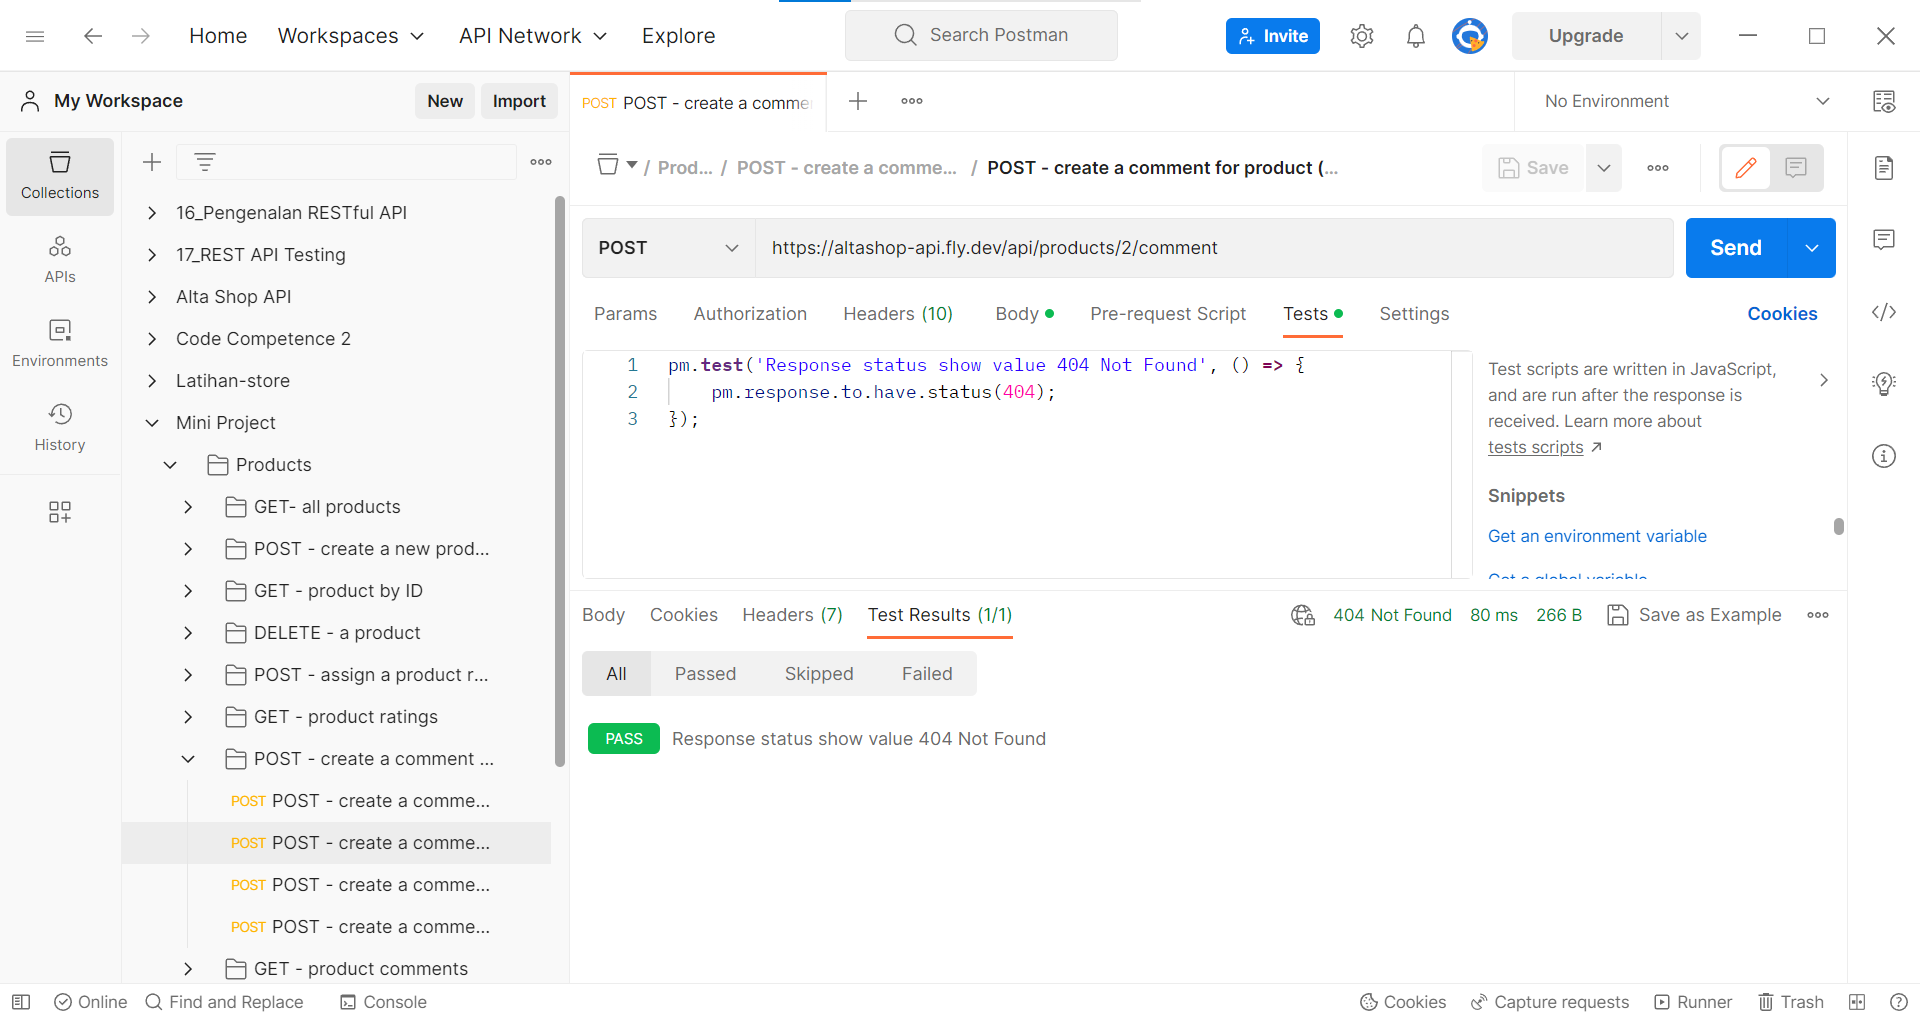 Home
Workspaces
API Network
Explore
Search Postman
Invite
Upgrade
My Workspace
New
Import
POST POST - create a comme
No Environment
Collections
APIs
Environments
History
16_Pengenalan RESTful API
17_REST API Testing
Alta Shop API
Code Competence 2
Latihan-store
Mini Project
Products
GET- all products
POST - create a new prod...
GET - product by ID
DELETE - a product
POST - assign a product r...
GET - product ratings
POST - create a comment ...
POST POST - create a comme...
POST POST - create a comme...
POST POST - create a comme...
POST POST - create a comme...
GET - product comments
/ Prod... / POST - create a comme... / POST - create a comment for product (...
Save
POST
https://altashop-api.fly.dev/api/products/2/comment
Send
Params
Authorization
Headers (10)
Body
Pre-request Script
Tests
Settings
Cookies
1 pm.test('Response status show value 404 Not Found', () => {
2 pm.response.to.have.status(404);
3 });
Test scripts are written in JavaScript,
and are run after the response is
received. Learn more about
tests scripts ↗
Snippets
Get an environment variable
Get a global variable
Body
Cookies
Headers (7)
Test Results (1/1)
404 Not Found
80 ms
266 B
Save as Example
All
Passed
Skipped
Failed
PASS Response status show value 404 Not Found
Online
Find and Replace
Console
Cookies
Capture requests
Runner
Trash